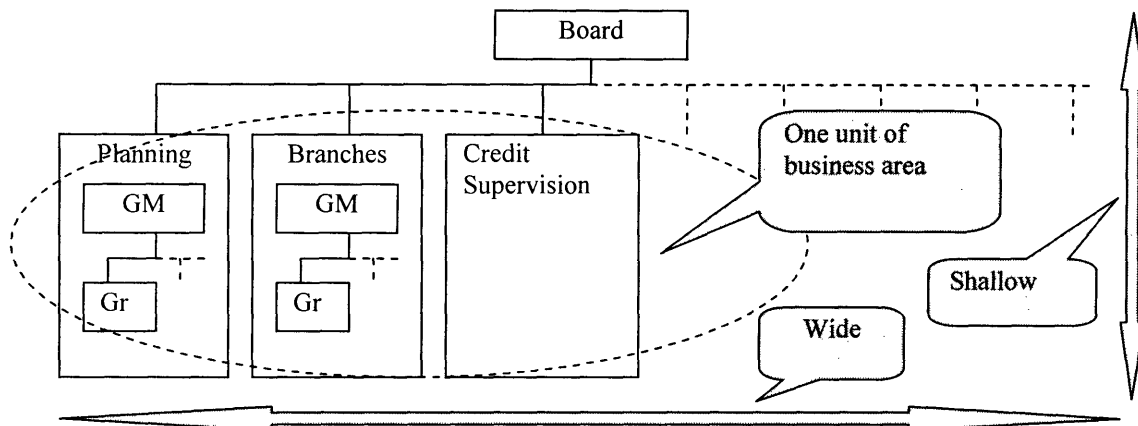 Board
Planning
GM
Gr
Branches
GM
Gr
Credit
Supervision
One unit of
business area
Shallow
Wide